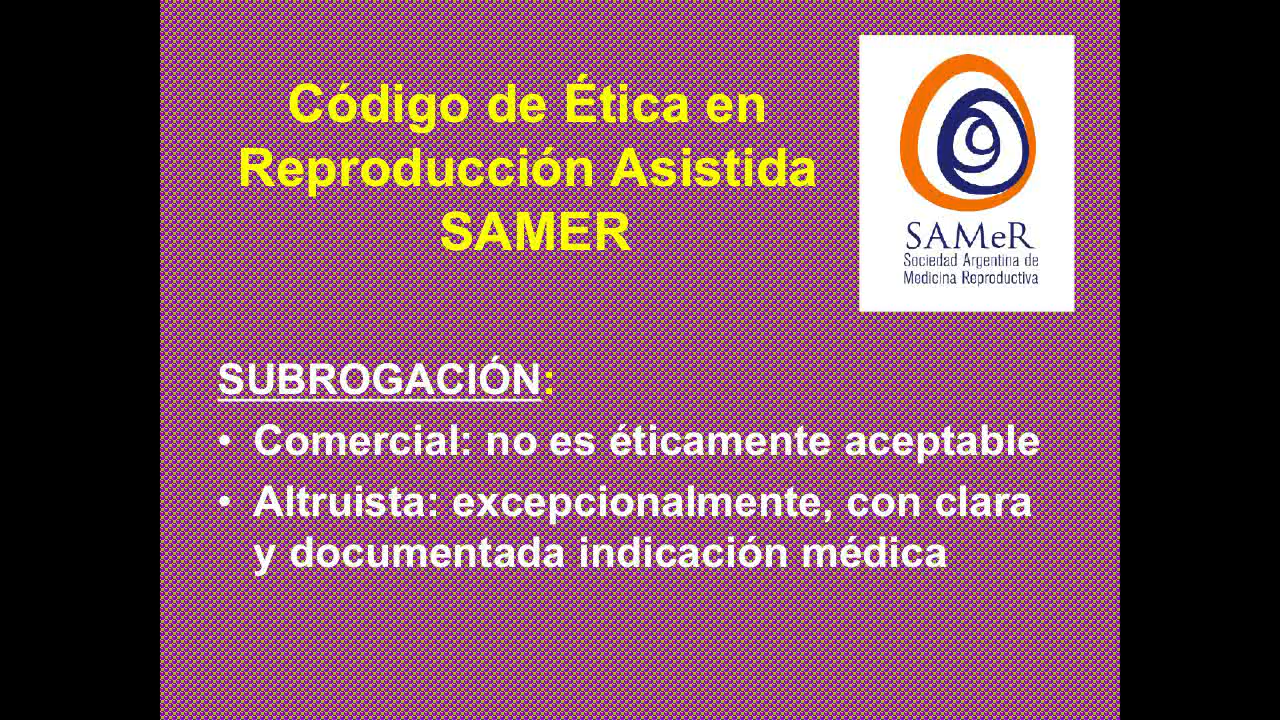 Código de Ética en
Reproducción Asistida
SAMER
SAMeR
Sociedad Argentina de
Medicina Reproductiva
SUBROGACIÓN:
• Comercial: no es éticamente aceptable
• Altruista: excepcionalmente, con clara
y documentada indicación médica